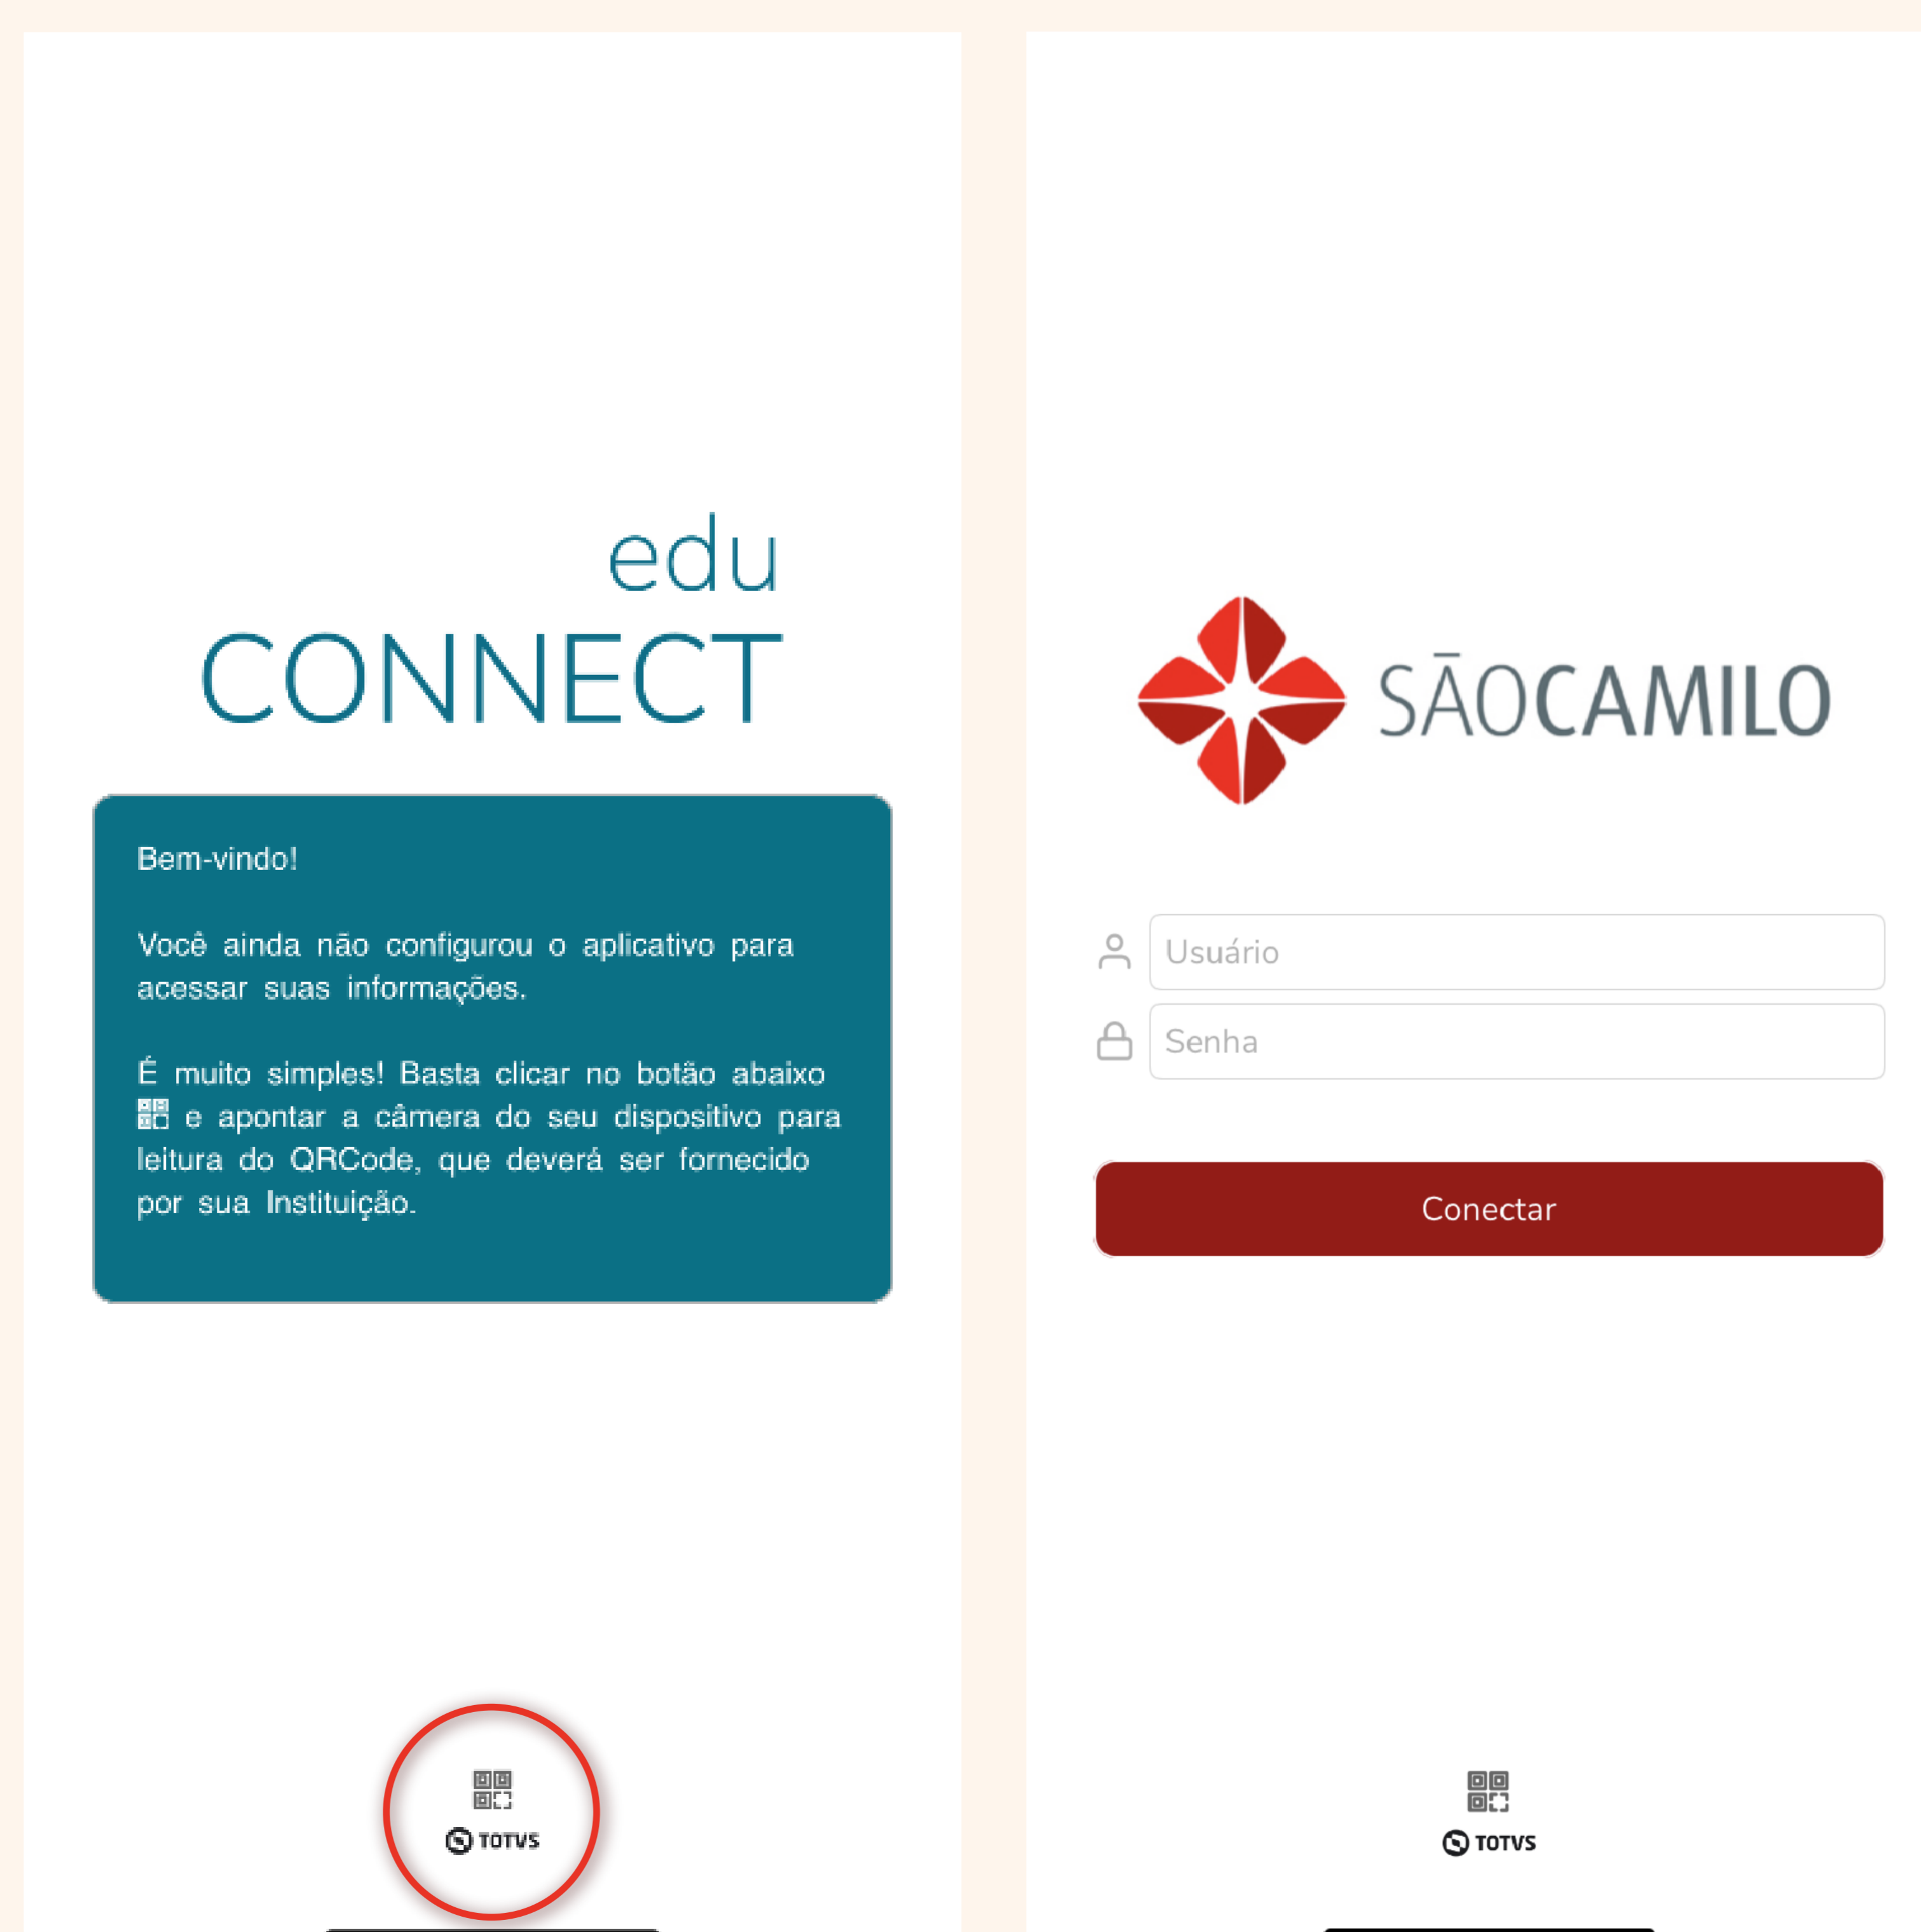 edu
CONNECT
Bem-vindo!
Você ainda não configurou o aplicativo para
acessar suas informações.
É muito simples! Basta clicar no botão abaixo
e apontar a câmera do seu dispositivo para
leitura do QRCode, que deverá ser fornecido
por sua Instituição.
TOTVS
SÃOCAMILO
Usuário
Senha
Conectar
TOTVS